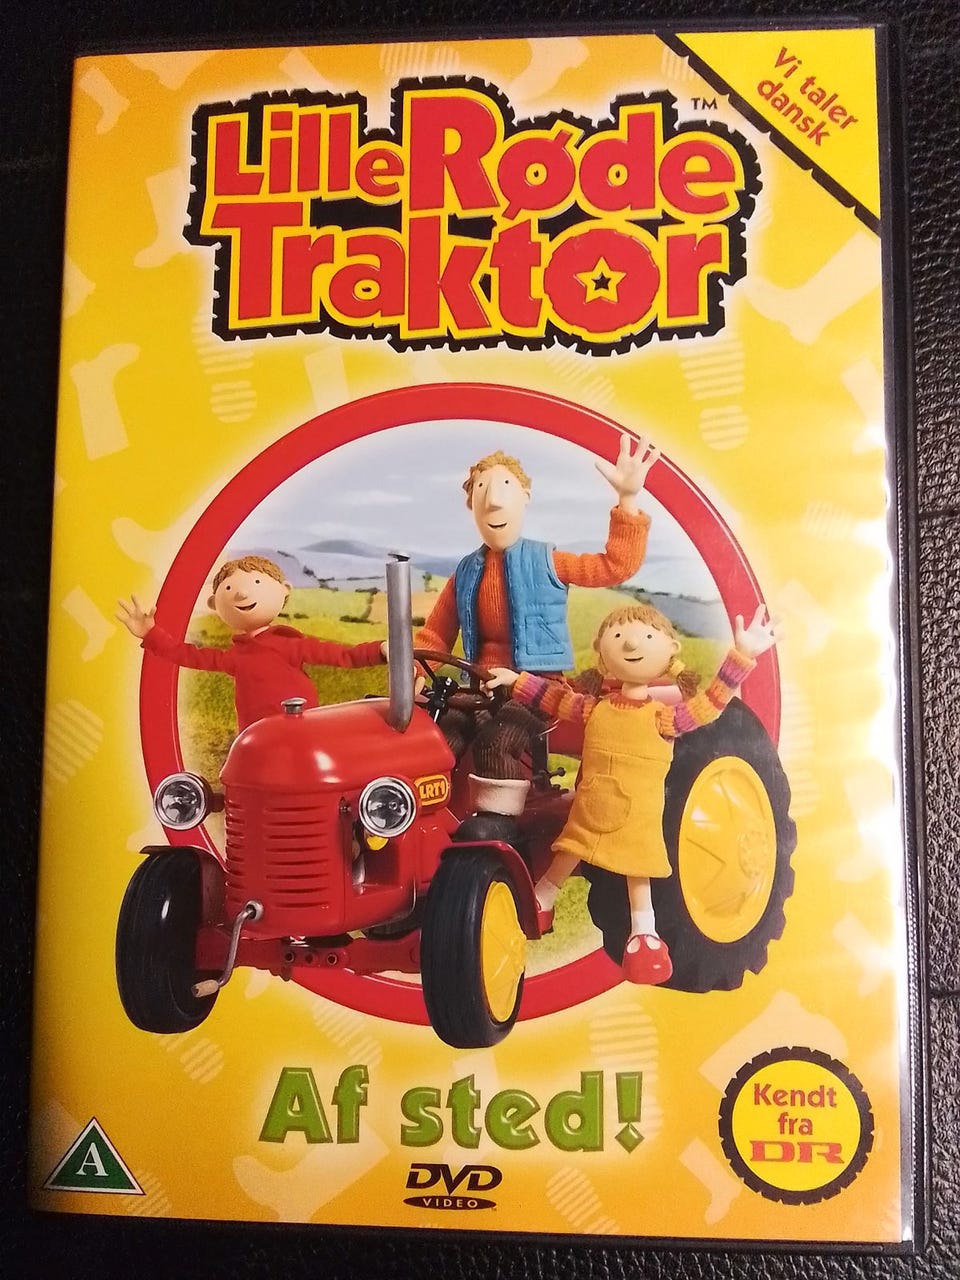 Vi taler
dansk
Lille Røde
Traktor
TM
LRT1
Af sted!
Kendt
fra
DR
A
DVD
VIDEO